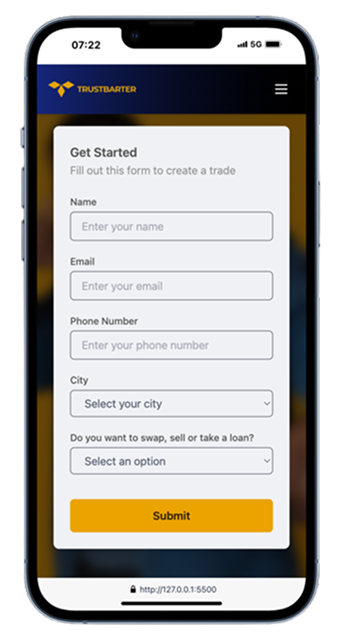 07:22
5G
TRUSTBARTER
Get Started
Fill out this form to create a trade
Name
Enter your name
Email
Enter your email
Phone Number
Enter your phone number
City
Select your city
Do you want to swap, sell or take a loan?
Select an option
Submit
http://127.0.0.1:5500